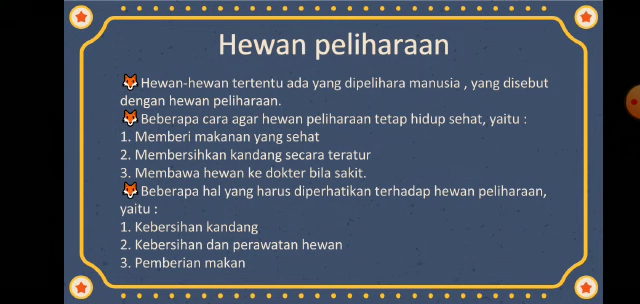 Hewan peliharaan
Hewan-hewan tertentu ada yang dipelihara manusia , yang disebut
dengan hewan peliharaan.
Beberapa cara agar hewan peliharaan tetap hidup sehat, yaitu :
1. Memberi makanan yang sehat
2. Membersihkan kandang secara teratur
3. Membawa hewan ke dokter bila sakit.
Beberapa hal yang harus diperhatikan terhadap hewan peliharaan,
yaitu :
1. Kebersihan kandang
2. Kebersihan dan perawatan hewan
3. Pemberian makan